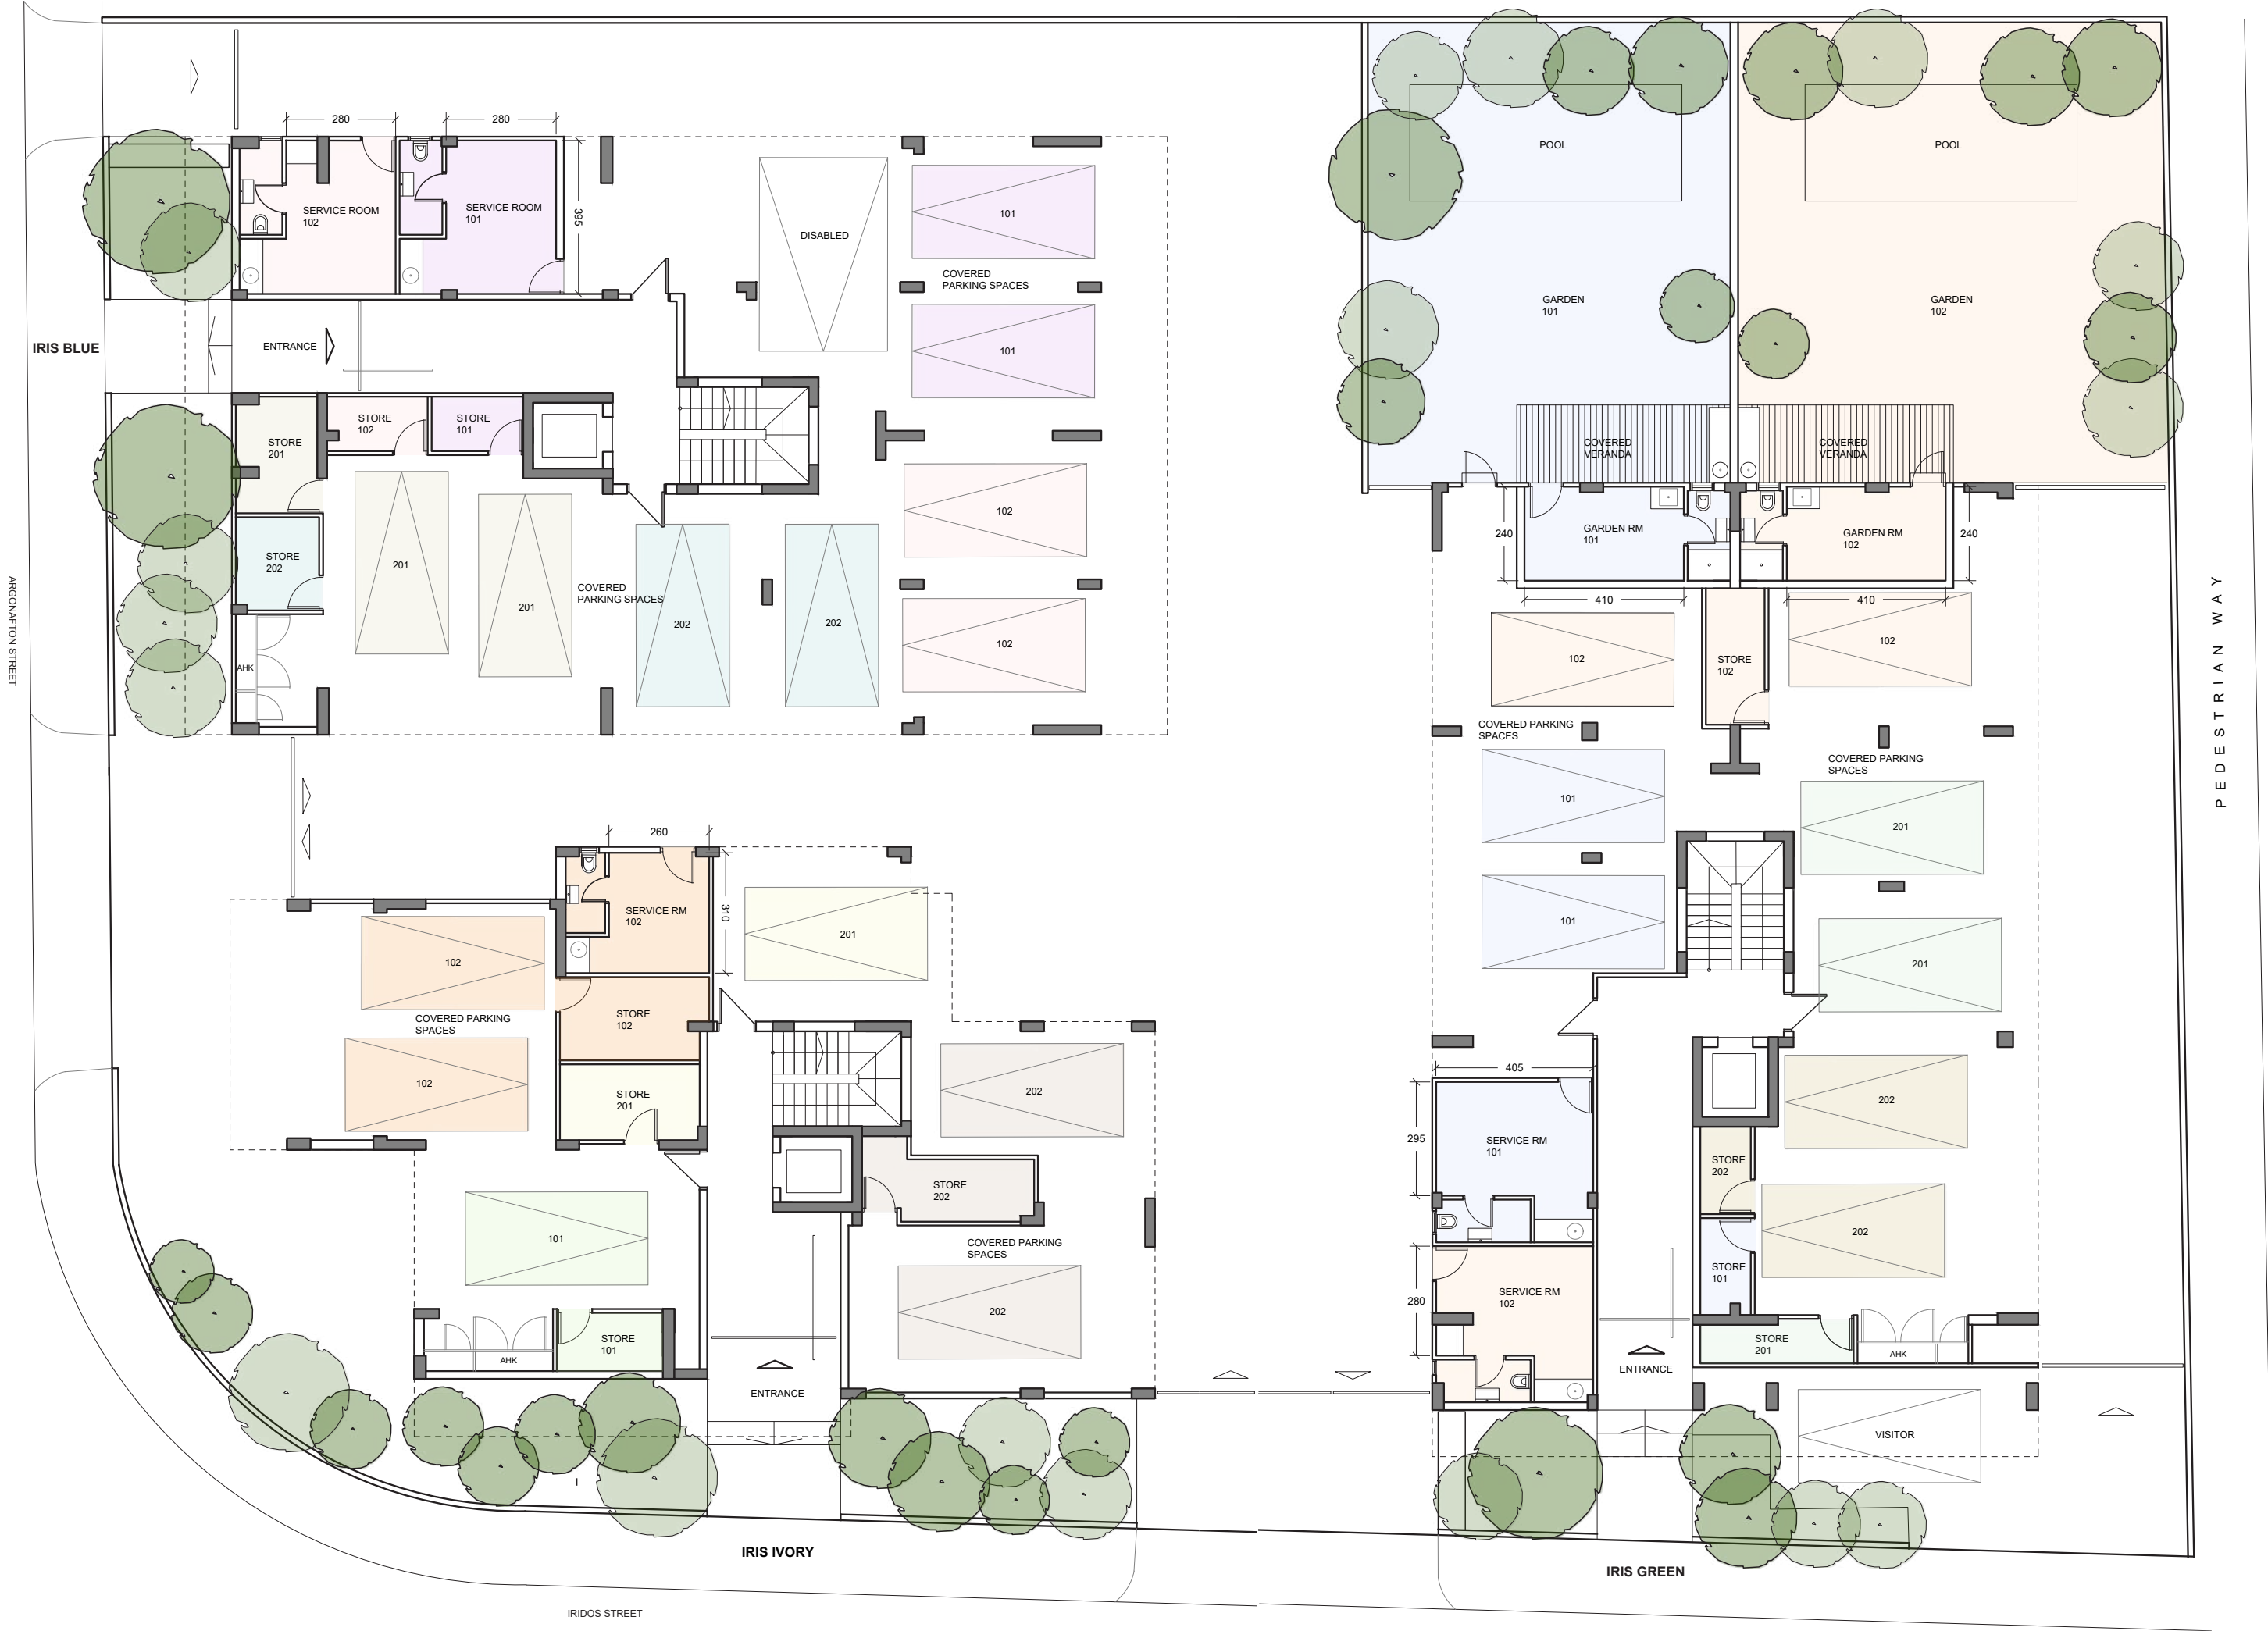 280
280
395
SERVICE ROOM
102
SERVICE ROOM
101
DISABLED
101
COVERED
PARKING SPACES
101
IRIS BLUE
ENTRANCE
STORE
201
STORE
102
STORE
101
STORE
202
AHK
201
201
COVERED
PARKING SPACES
202
202
102
102
ARGONAFTON STREET
POOL
POOL
GARDEN
101
GARDEN
102
COVERED
VERANDA
COVERED
VERANDA
240
GARDEN RM
101
GARDEN RM
102
240
410
410
102
STORE
102
102
COVERED PARKING
SPACES
COVERED PARKING
SPACES
101
201
101
201
PEDESTRIAN WAY
260
310
SERVICE RM
102
201
102
COVERED PARKING
SPACES
102
STORE
102
STORE
201
202
STORE
202
COVERED PARKING
SPACES
202
101
STORE
101
AHK
ENTRANCE
405
295
SERVICE RM
101
280
SERVICE RM
102
202
STORE
202
202
STORE
101
STORE
201
AHK
ENTRANCE
VISITOR
IRIS IVORY
IRIS GREEN
IRIDOS STREET